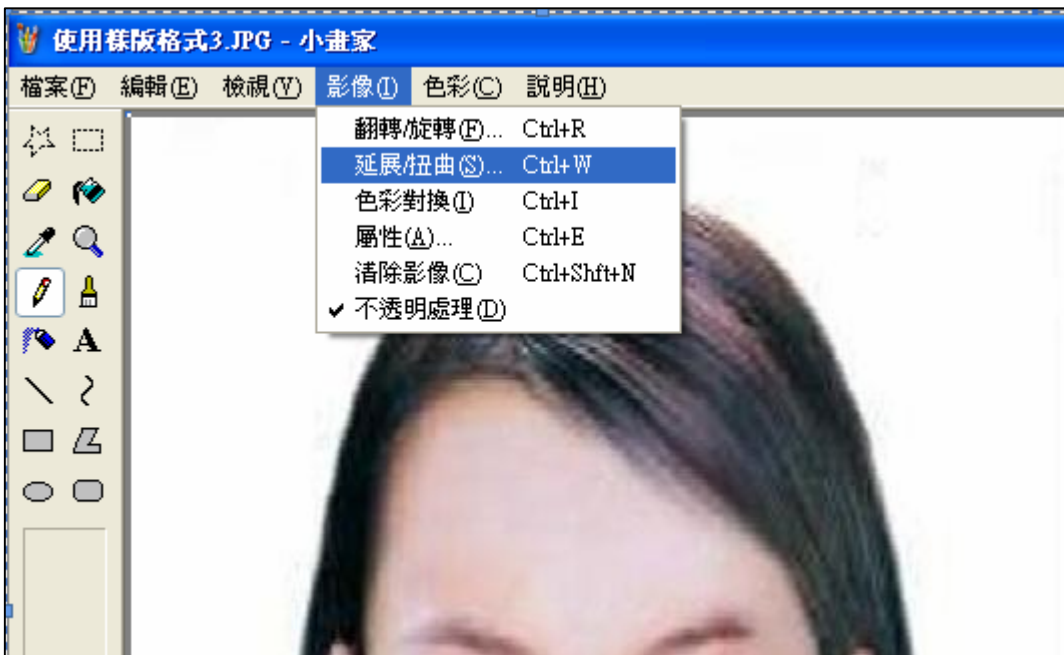 使用樣版格式3.JPG - 小畫家
檔案(F) 編輯(E) 檢視(V) 影像(I) 色彩(C) 說明(H)
翻轉/旋轉(F)... Ctrl+R
延展/扭曲(S)... Ctrl+W
色彩對換(I) Ctrl+I
屬性(A)... Ctrl+E
清除影像(C) Ctrl+Shft+N
✓ 不透明處理(D)
A